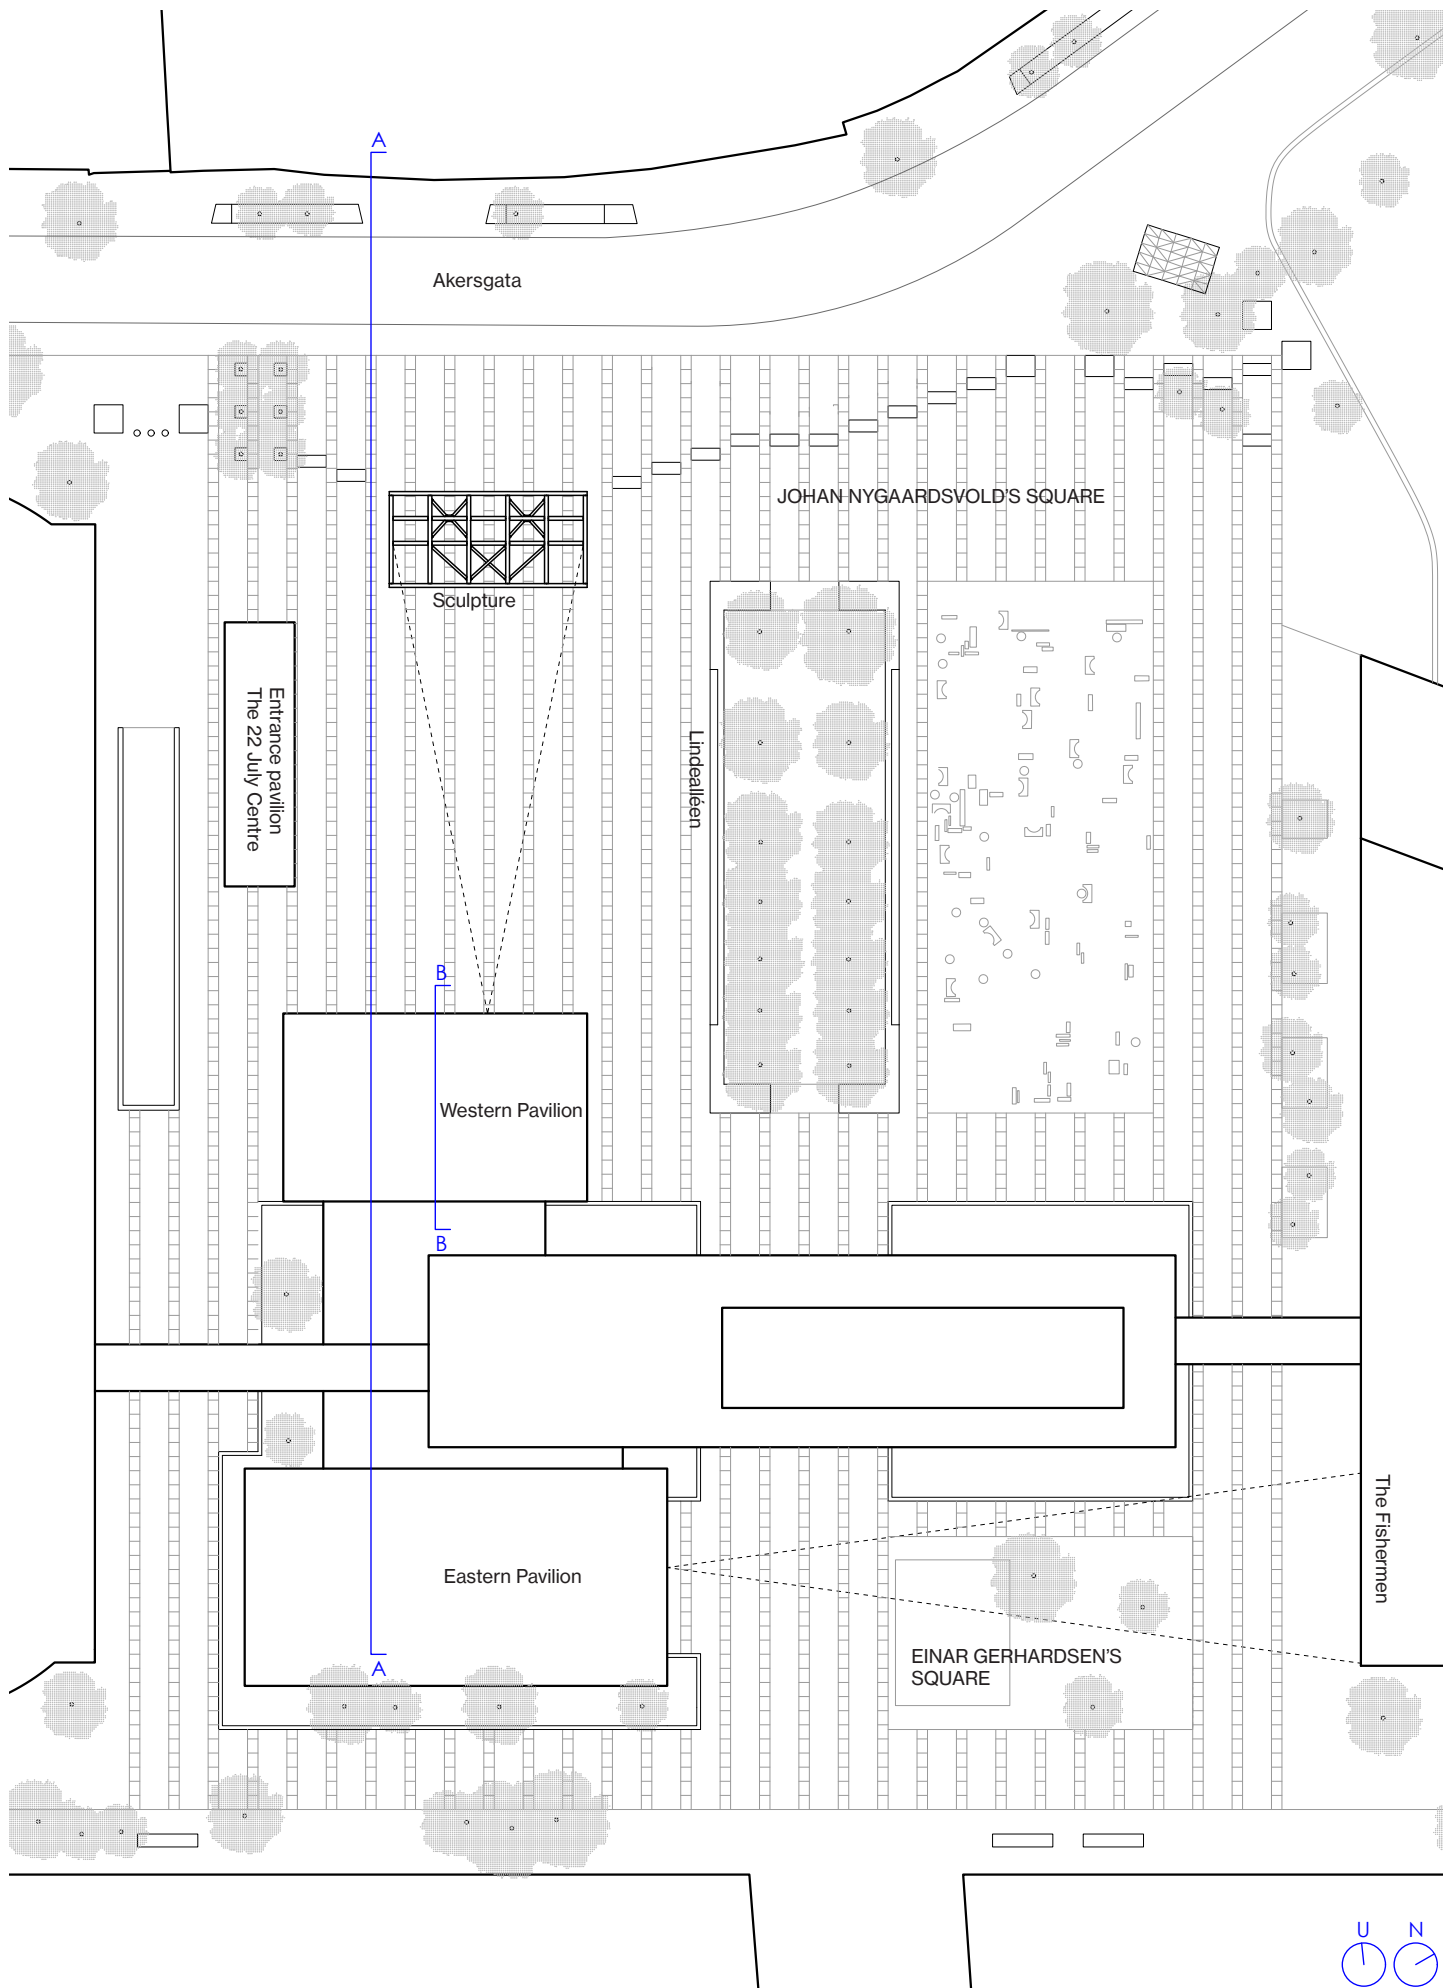 A
Akersgata
JOHAN NYGAARDSVOLD'S SQUARE
Sculpture
Entrance pavilion
The 22 July Centre
Lindealléen
B
Western Pavilion
B
The Fishermen
Eastern Pavilion
EINAR GERHARDSEN'S
SQUARE
A
U
N